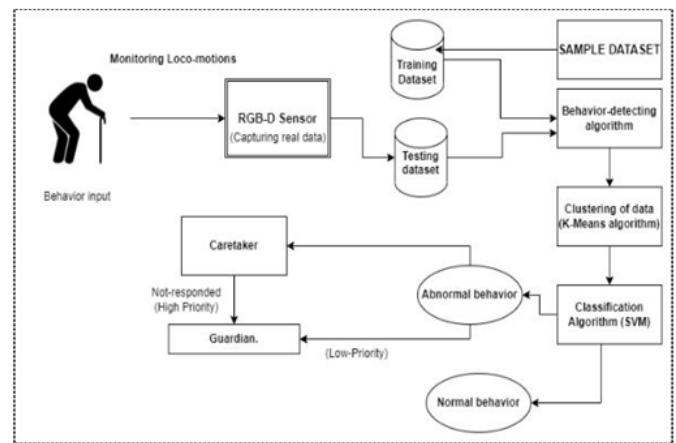 Monitoring Loco-motions
Behavior input
RGB-D Sensor
(Capturing real data)
Training
Dataset
Testing
dataset
SAMPLE DATASET
Behavior-detecting
algorithm
Clustering of data
(K-Means algorithm)
Classification
Algorithm (SVM)
Abnormal behavior
Normal behavior
Caretaker
Not-responded
(High Priority)
Guardian.
(Low-Priority)